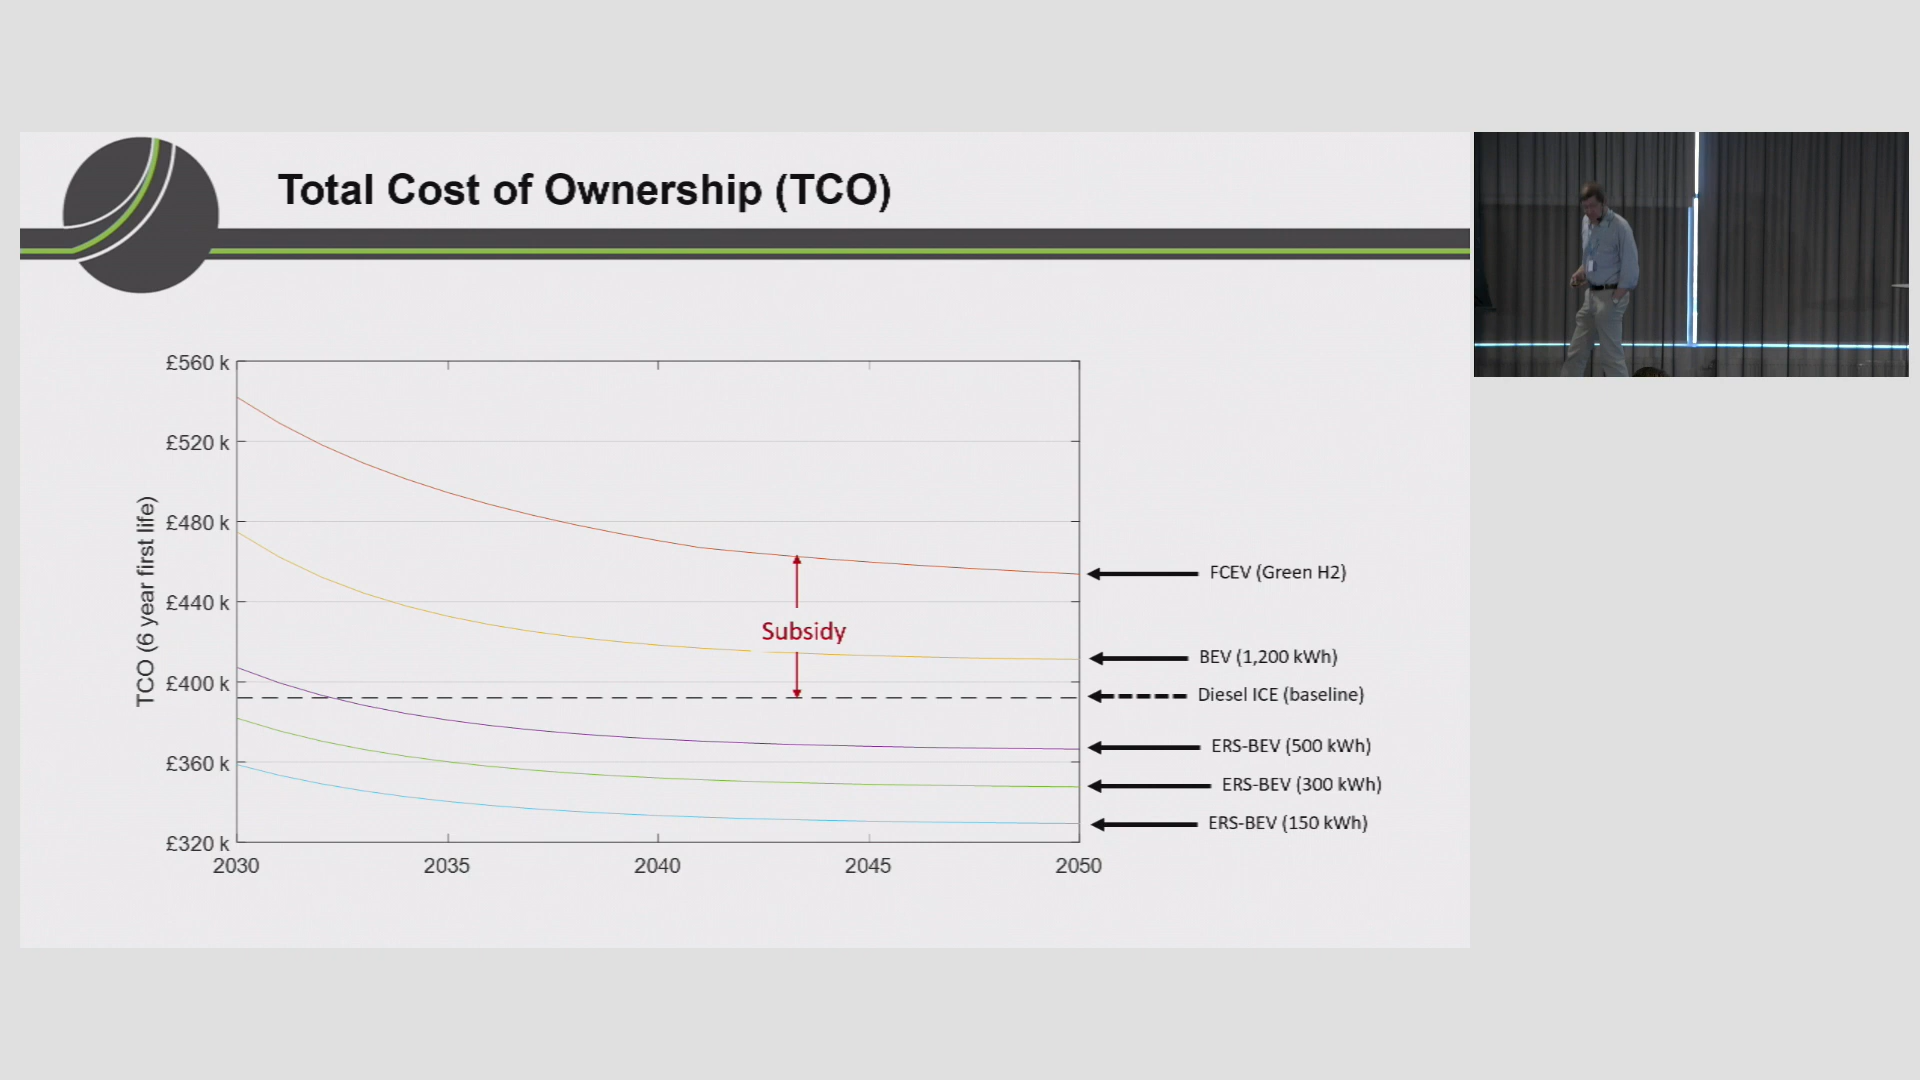 Total Cost of Ownership (TCO)
TCO (6 year first life)
£560 k
£520 k
£480 k
£440 k
£400 k
£360 k
£320 k
2030
2035
2040
2045
2050
Subsidy
FCEV (Green H2)
BEV (1,200 kWh)
Diesel ICE (baseline)
ERS-BEV (500 kWh)
ERS-BEV (300 kWh)
ERS-BEV (150 kWh)